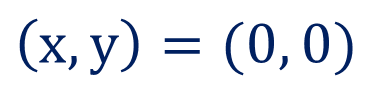 (x, y) = (0, 0)